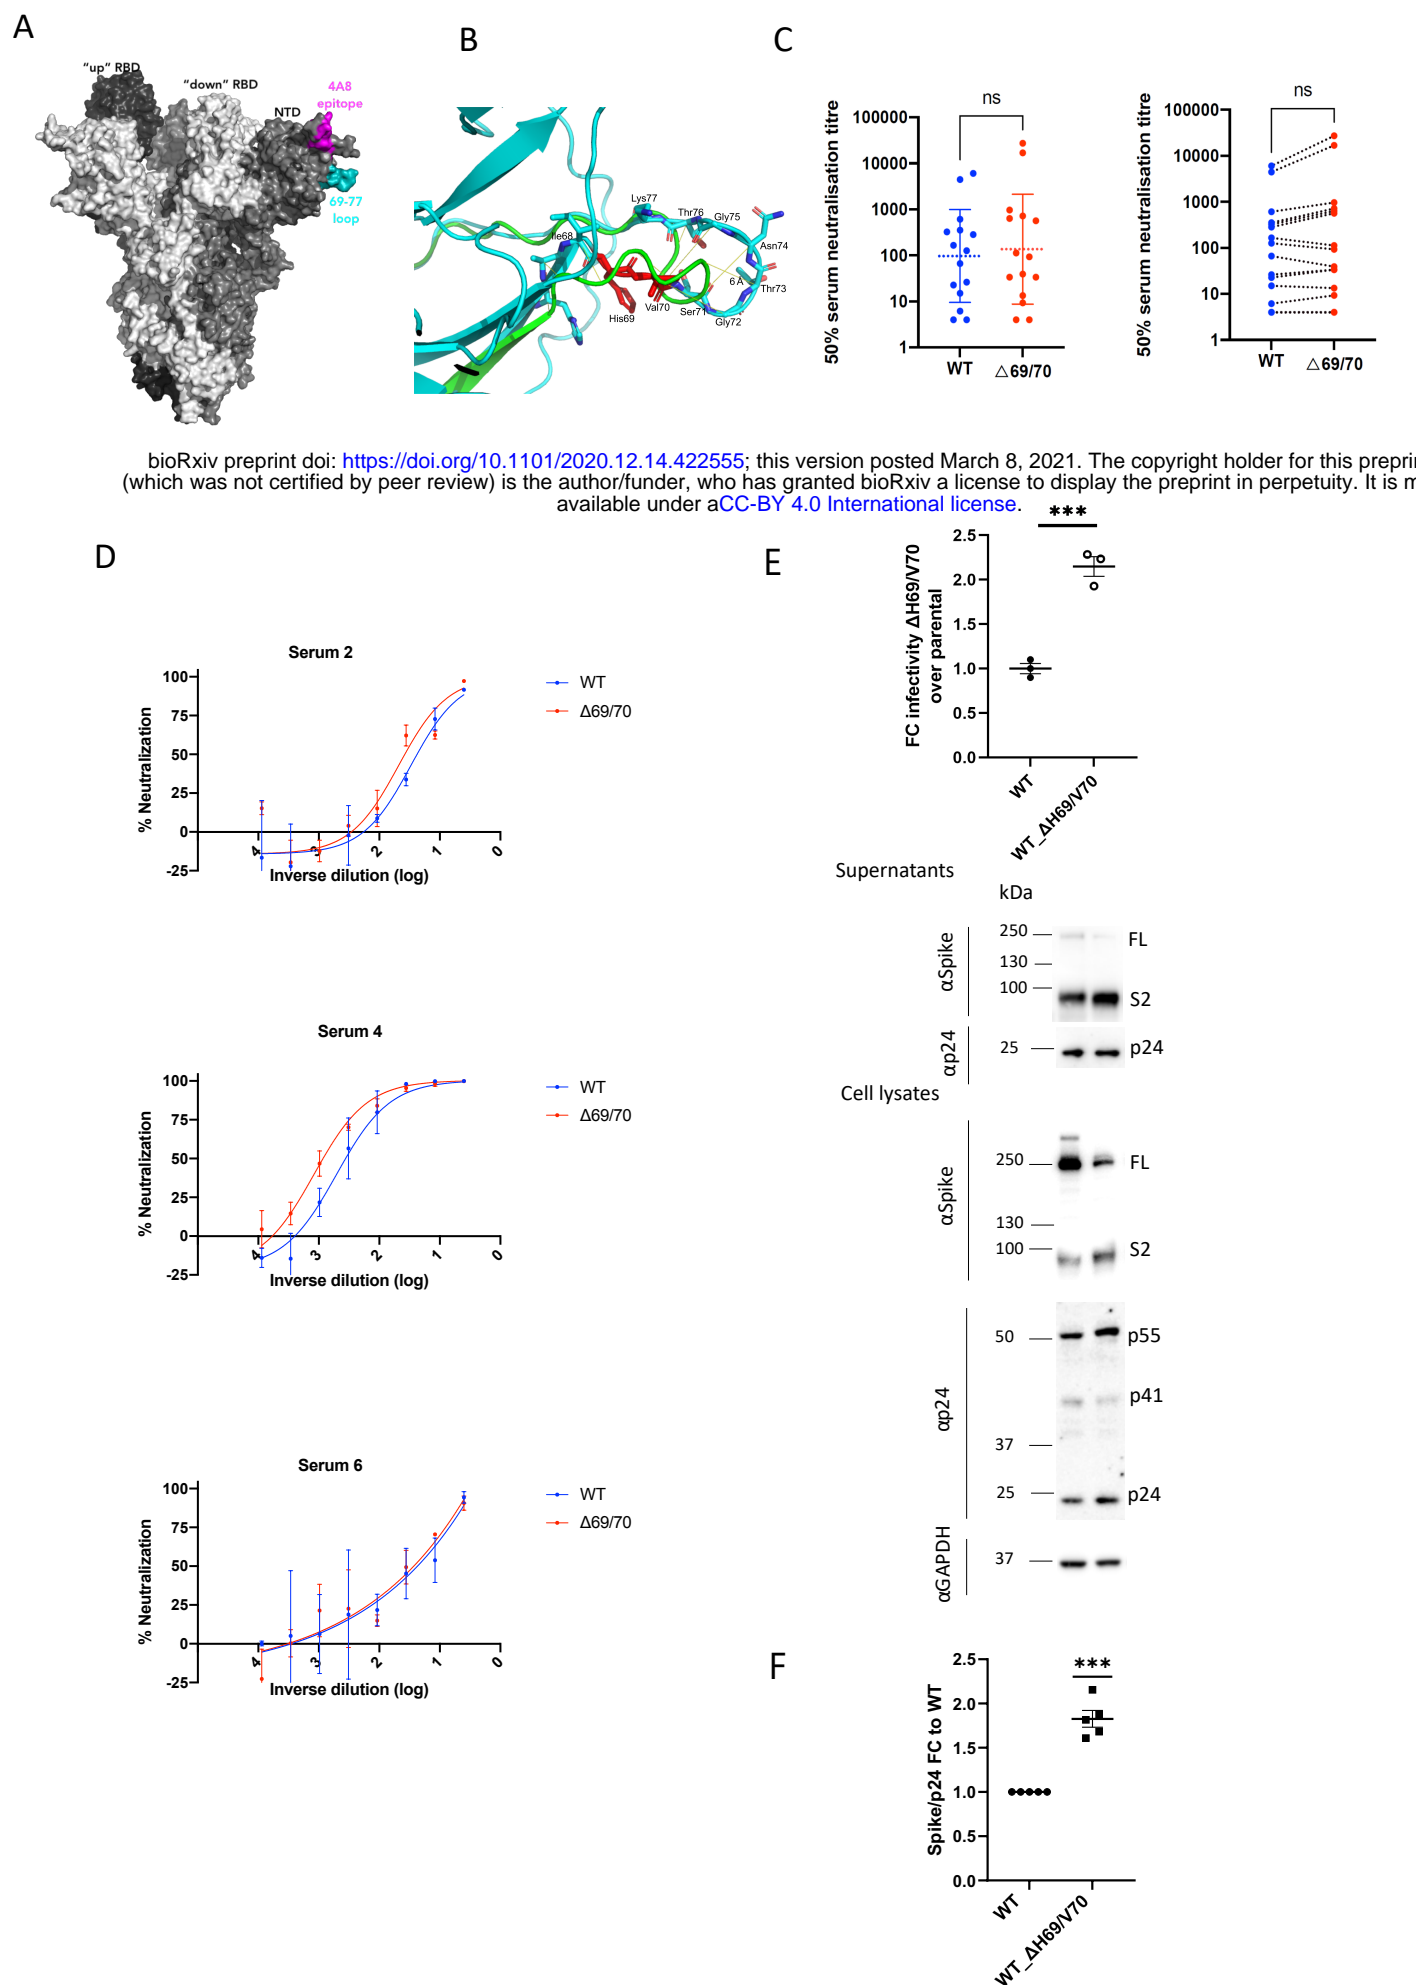 A
B
C
"up" RBD
"down" RBD
NTD
4A8
epitope
69-77
loop
Lys77
Thr76
Gly75
Ile68
Asn74
6 Å
Thr73
Val70
His69
Ser71
Gly72
50% serum neutralisation titre
ns
100000
10000
1000
100
10
1
WT
△69/70
50% serum neutralisation titre
ns
100000
10000
1000
100
10
1
WT
△69/70
bioRxiv preprint doi: https://doi.org/10.1101/2020.12.14.422555; this version posted March 8, 2021. The copyright holder for this preprin
(which was not certified by peer review) is the author/funder, who has granted bioRxiv a license to display the preprint in perpetuity. It is m
available under aCC-BY 4.0 International license.
D
Serum 2
% Neutralization
100
75
50
25
0
-25
4
3
2
1
0
Inverse dilution (log)
WT
Δ69/70
Serum 4
% Neutralization
100
75
50
25
0
-25
4
3
2
1
0
Inverse dilution (log)
WT
Δ69/70
Serum 6
% Neutralization
100
75
50
25
0
-25
4
3
2
1
0
Inverse dilution (log)
WT
Δ69/70
E
FC infectivity ΔH69/V70
over parental
***
2.5
2.0
1.5
1.0
0.5
0.0
WT
WT_ΔH69/V70
Supernatants
kDa
αSpike
250
130
100
FL
S2
αp24
25
p24
Cell lysates
αSpike
250
130
100
FL
S2
αp24
50
37
25
p55
p41
p24
αGAPDH
37
F
Spike/p24 FC to WT
***
2.5
2.0
1.5
1.0
0.5
0.0
WT
WT_ΔH69/V70